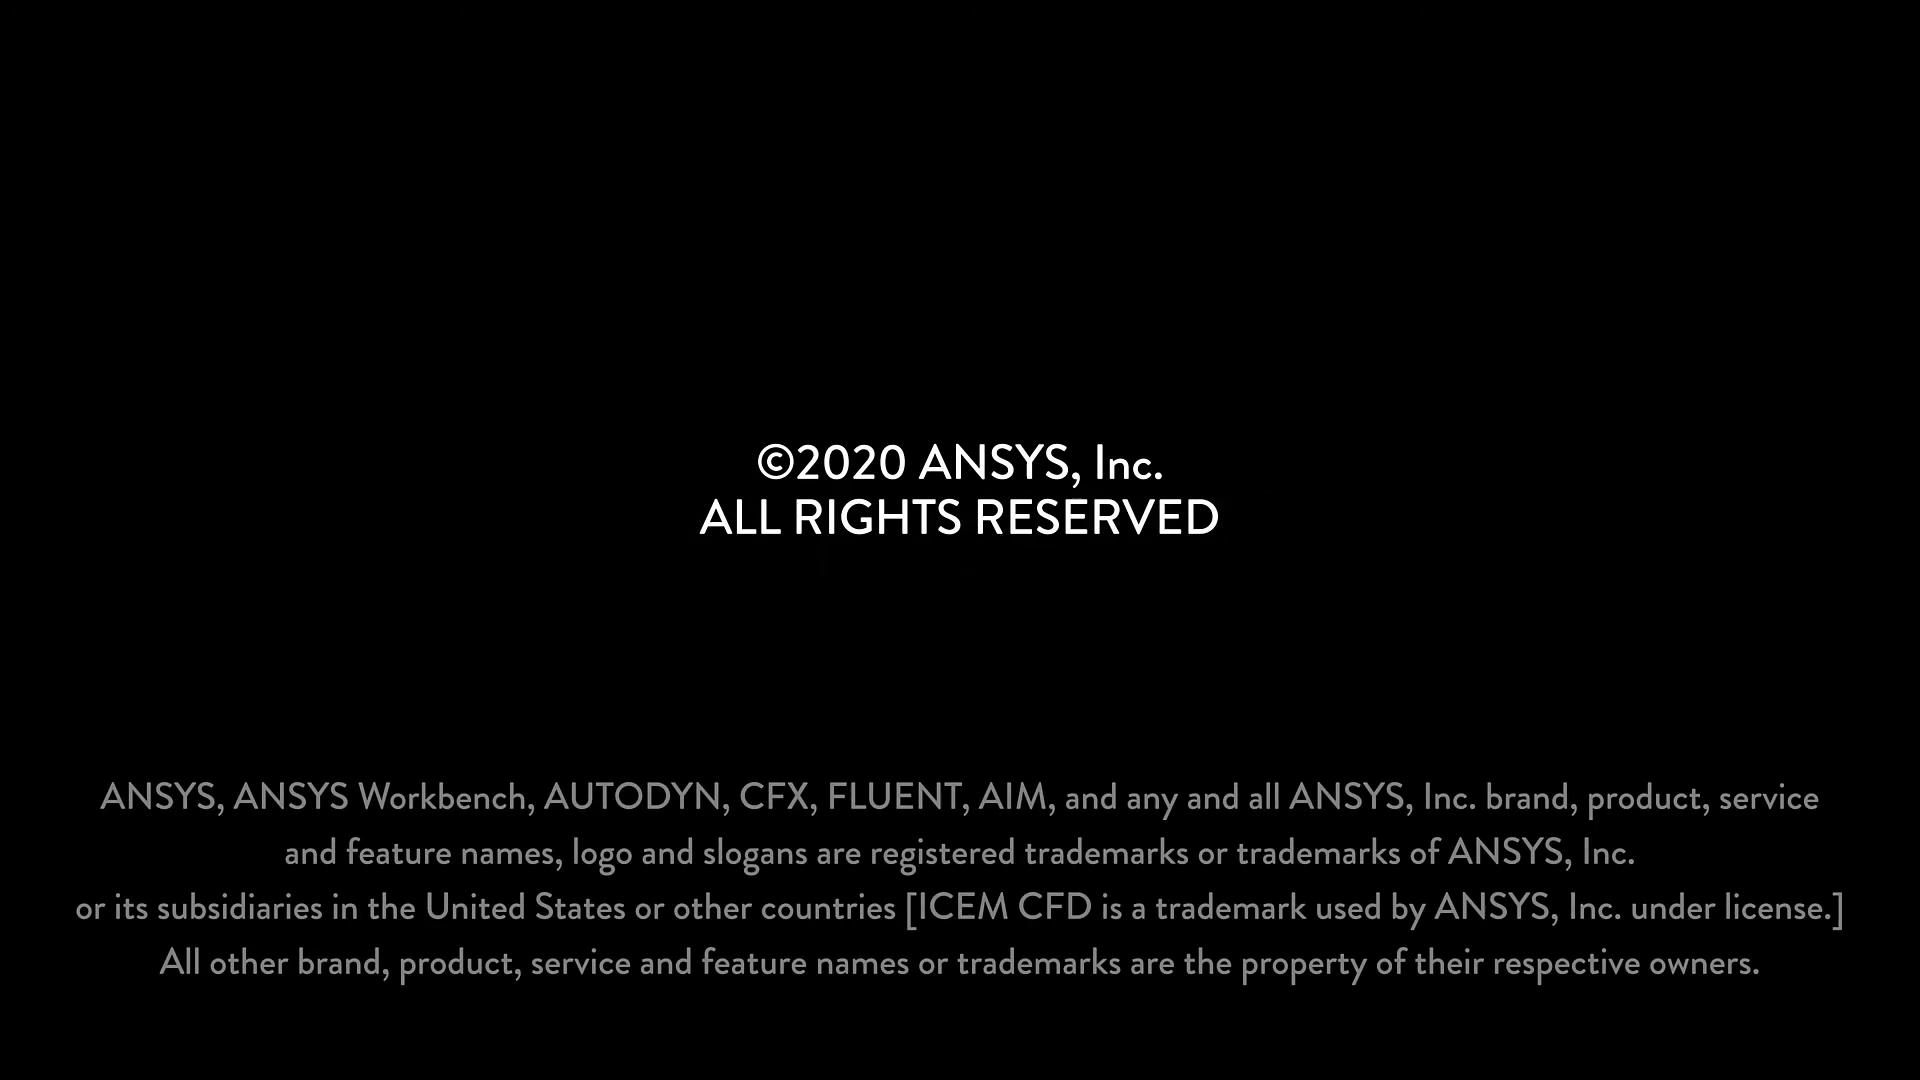 ©2020 ANSYS, Inc.
ALL RIGHTS RESERVED
ANSYS, ANSYS Workbench, AUTODYN, CFX, FLUENT, AIM, and any and all ANSYS, Inc. brand, product, service
and feature names, logo and slogans are registered trademarks or trademarks of ANSYS, Inc.
or its subsidiaries in the United States or other countries [ICEM CFD is a trademark used by ANSYS, Inc. under license.]
All other brand, product, service and feature names or trademarks are the property of their respective owners.